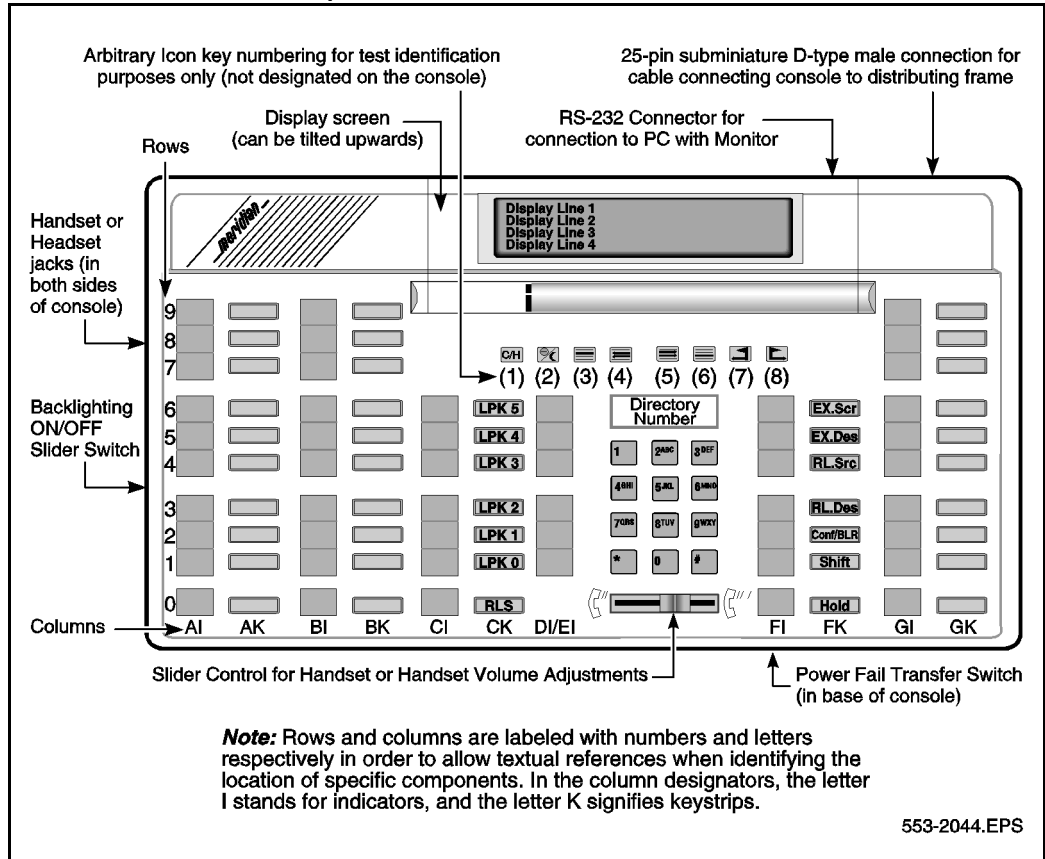 Arbitrary Icon key numbering for test identification
purposes only (not designated on the console)
25-pin subminiature D-type male connection for
cable connecting console to distributing frame
Display screen
(can be tilted upwards)
RS-232 Connector for
connection to PC with Monitor
Rows
Handset or
Headset
jacks (in
both sides
of console)
meridian
Display Line 1
Display Line 2
Display Line 3
Display Line 4
9
8
7
C/H
(1) (2) (3) (4) (5) (6) (7) (8)
Backlighting
ON/OFF
Slider Switch
6 LPK 5 EX.Scr
Directory
Number
5 LPK 4 EX.Des
4 LPK 3 RL.Src
1 2ABC 3DEF
4GHI 5JKL 6MNO
3 LPK 2 RL.Des
7QRS 8TUV 9WXY
2 LPK 1 Conf/BLR
1 LPK 0 Shift
* 0 #
0 RLS Hold
Columns AI AK BI BK CI CK DI/EI FI FK GI GK
Slider Control for Handset or Handset Volume Adjustments
Power Fail Transfer Switch
(in base of console)
Note: Rows and columns are labeled with numbers and letters
respectively in order to allow textual references when identifying the
location of specific components. In the column designators, the letter
I stands for indicators, and the letter K signifies keystrips.
553-2044.EPS